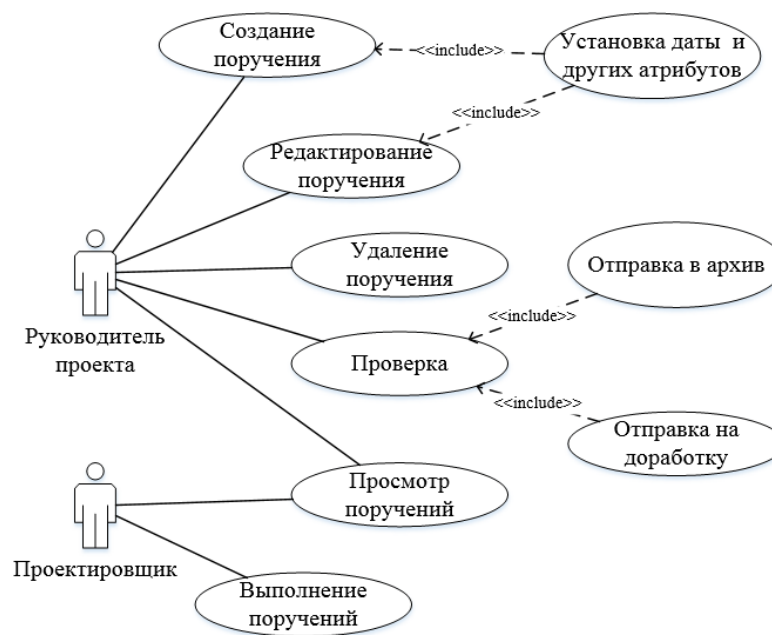 Создание
поручения
<<include>>
Установка даты и
других атрибутов
<<include>>
Редактирование
поручения
Удаление
поручения
Отправка в архив
<<include>>
Руководитель
проекта
Проверка
<<include>>
Отправка на
доработку
Просмотр
поручений
Проектировщик
Выполнение
поручений